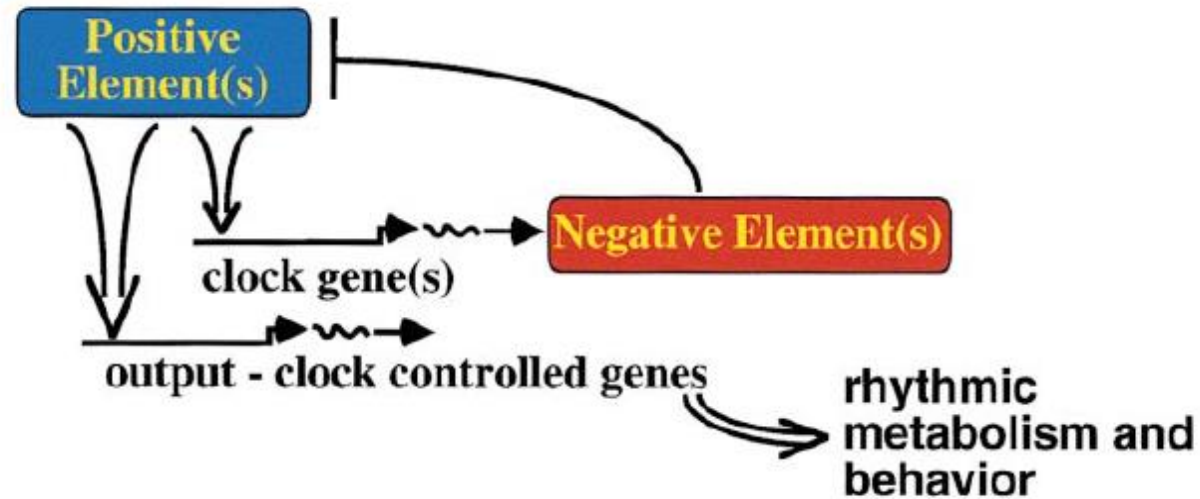 Positive
Element(s)
Negative Element(s)
clock gene(s)
output - clock controlled genes
rhythmic
metabolism and
behavior